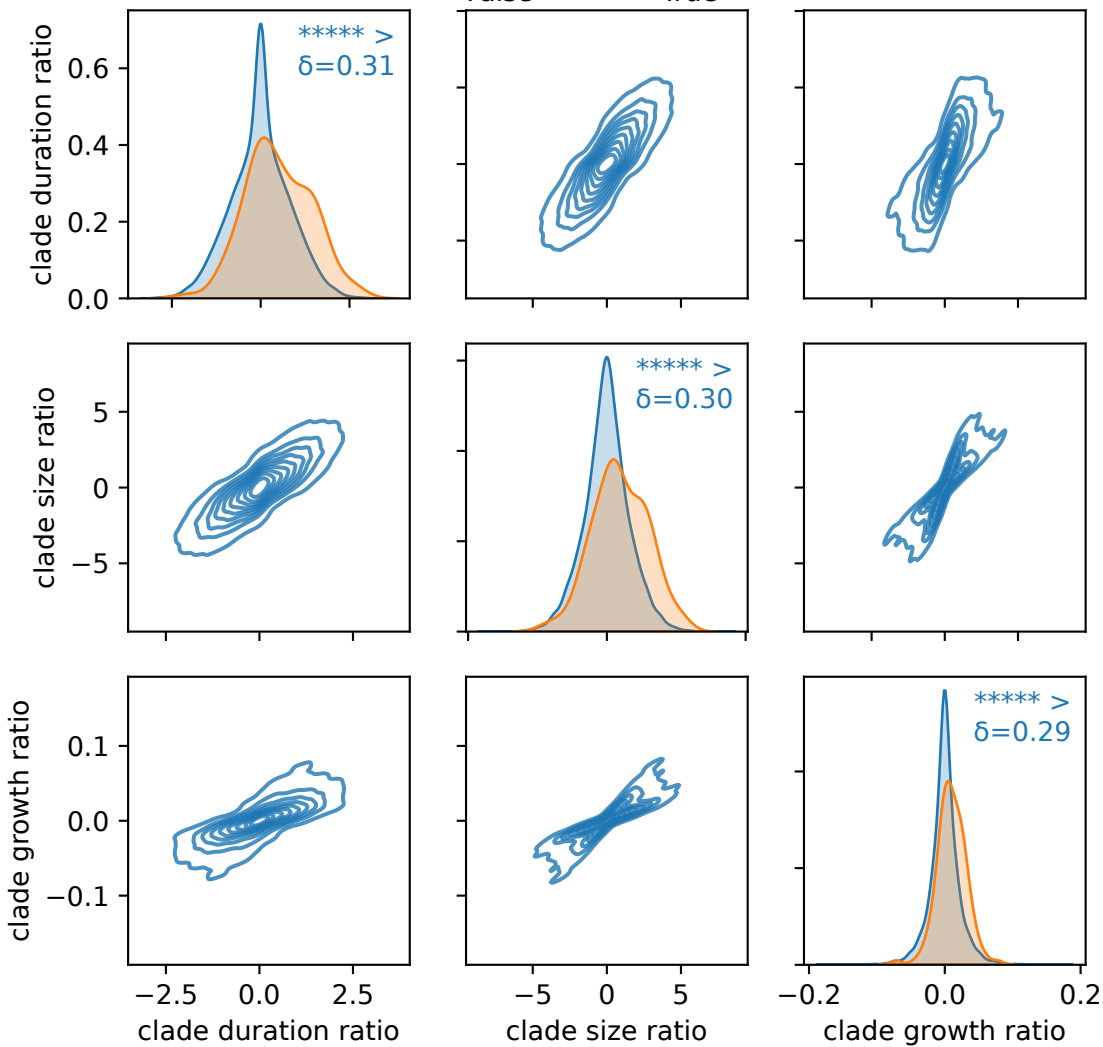 clade duration ratio
0.6
0.4
0.2
0.0
***** >
δ=0.31
clade size ratio
5
0
−5
***** >
δ=0.30
clade growth ratio
0.1
0.0
−0.1
***** >
δ=0.29
−2.5 0.0 2.5
clade duration ratio
−5 0 5
clade size ratio
−0.2 0.0 0.2
clade growth ratio